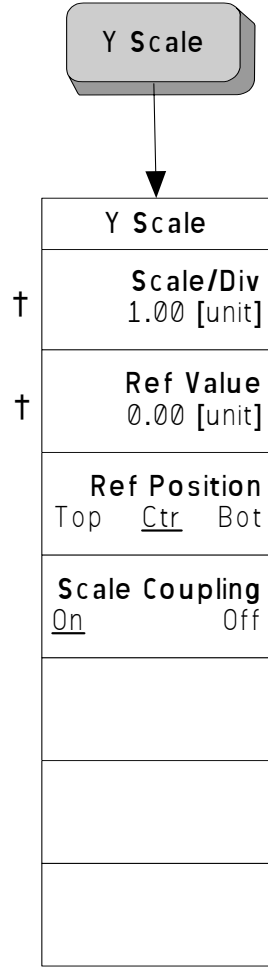 Y Scale
Y Scale
Scale/Div
† 1.00 [unit]
Ref Value
† 0.00 [unit]
Ref Position
Top Ctr Bot
Scale Coupling
On Off